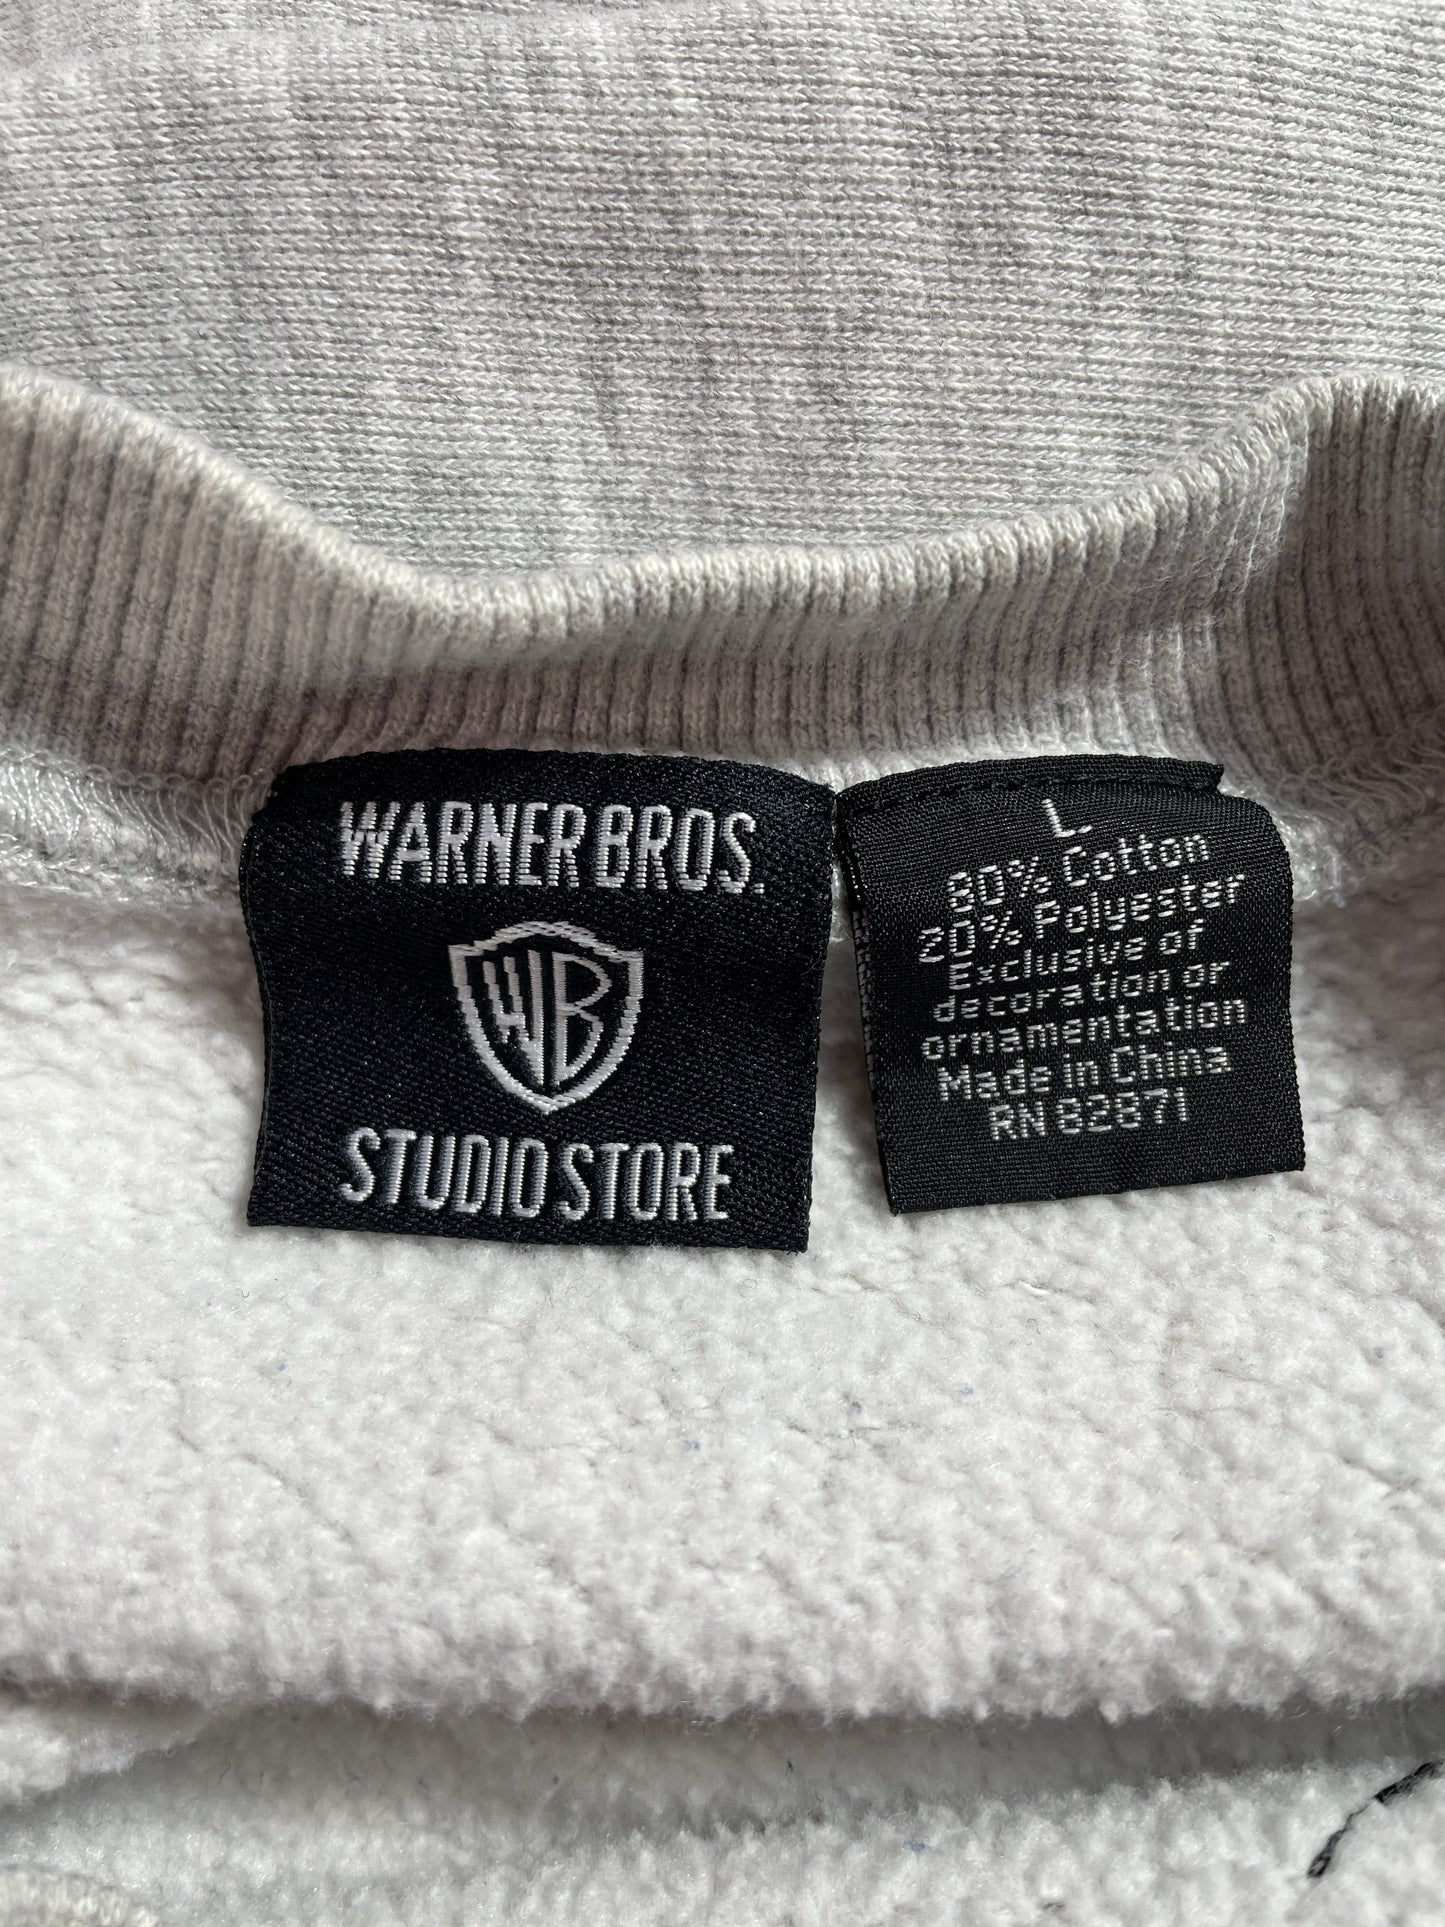 WARNER BROS.
WB
STUDIO STORE
L
80% Cotton
20% Polyester
Exclusive of
decoration or
ornamentation
Made in China
RN 82871